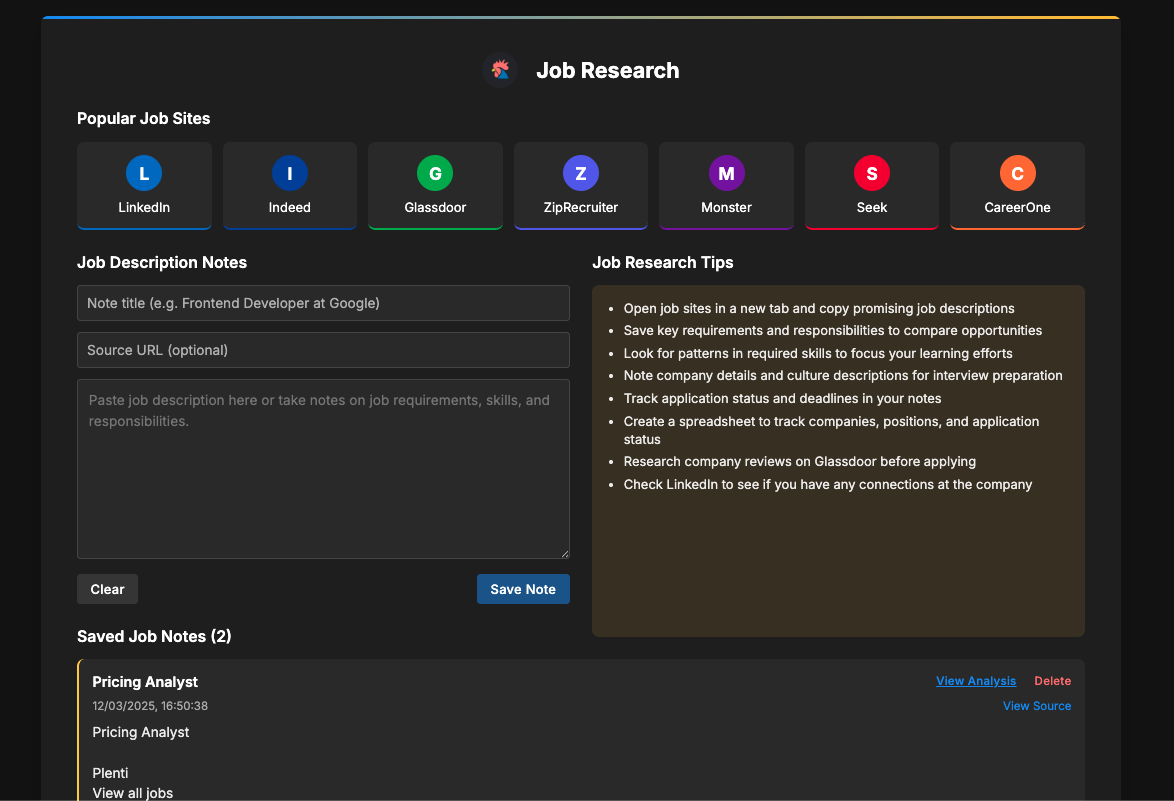 Job Research
Popular Job Sites
L
LinkedIn
I
Indeed
G
Glassdoor
Z
ZipRecruiter
M
Monster
S
Seek
C
CareerOne
Job Description Notes
Note title (e.g. Frontend Developer at Google)
Source URL (optional)
Paste job description here or take notes on job requirements, skills, and
responsibilities.
Clear
Save Note
Job Research Tips
• Open job sites in a new tab and copy promising job descriptions
• Save key requirements and responsibilities to compare opportunities
• Look for patterns in required skills to focus your learning efforts
• Note company details and culture descriptions for interview preparation
• Track application status and deadlines in your notes
• Create a spreadsheet to track companies, positions, and application
status
• Research company reviews on Glassdoor before applying
• Check LinkedIn to see if you have any connections at the company
Saved Job Notes (2)
Pricing Analyst
View Analysis
Delete
12/03/2025, 16:50:38
View Source
Pricing Analyst
Plenti
View all jobs